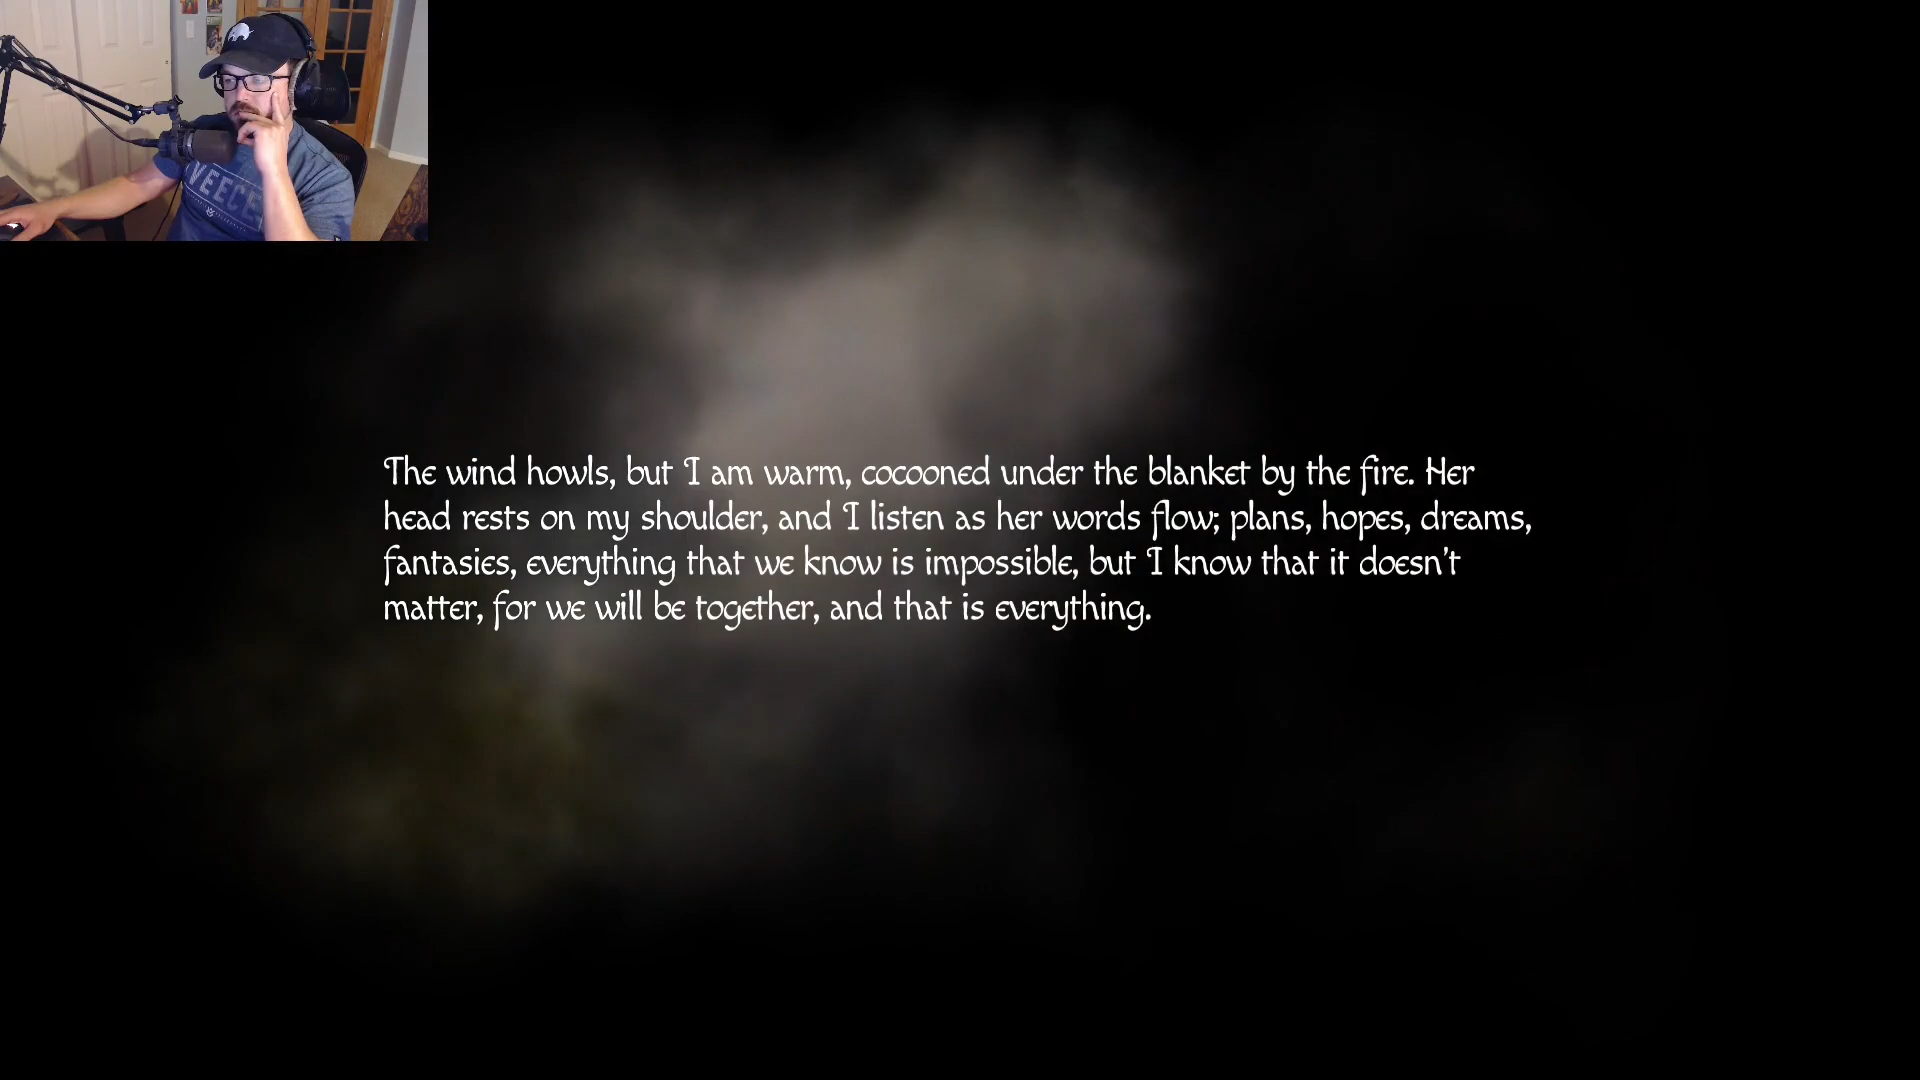 VEECE
The wind howls, but I am warm, cocooned under the blanket by the fire. Her
head rests on my shoulder, and I listen as her words flow; plans, hopes, dreams,
fantasies, everything that we know is impossible, but I know that it doesn't
matter, for we will be together, and that is everything.